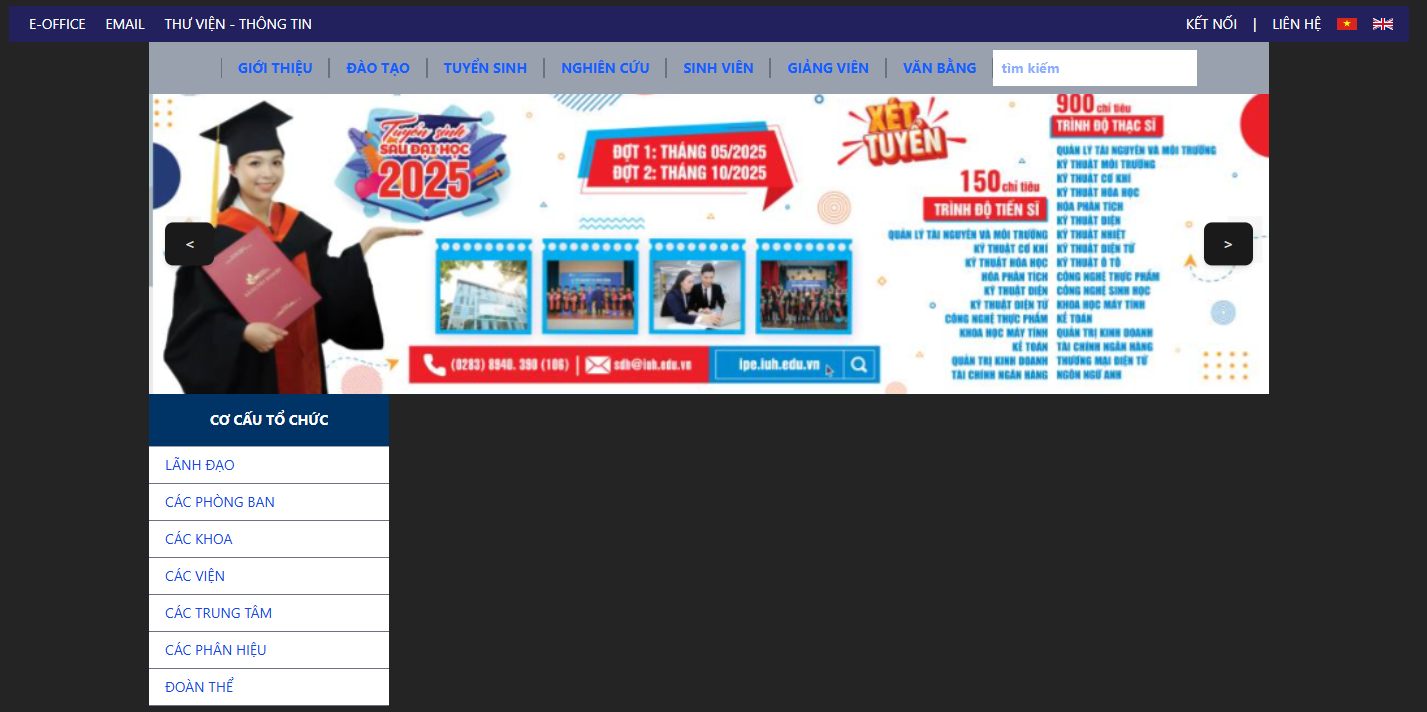 E-OFFICE EMAIL THƯ VIỆN - THÔNG TIN KẾT NỐI | LIÊN HỆ
GIỚI THIỆU ĐÀO TẠO TUYỂN SINH NGHIÊN CỨU SINH VIÊN GIẢNG VIÊN VĂN BẰNG tìm kiếm
Tuyển sinh
SAU ĐẠI HỌC
2025
ĐỢT 1: THÁNG 05/2025
ĐỢT 2: THÁNG 10/2025
XÉT
TUYỂN
150 chỉ tiêu
TRÌNH ĐỘ TIẾN SĨ
QUẢN LÝ TÀI NGUYÊN VÀ MÔI TRƯỜNG
KỸ THUẬT CƠ KHÍ
KỸ THUẬT HÓA HỌC
HÓA PHÂN TÍCH
KỸ THUẬT ĐIỆN
KỸ THUẬT ĐIỆN TỬ
CÔNG NGHỆ THỰC PHẨM
KHOA HỌC MÁY TÍNH
KẾ TOÁN
QUẢN TRỊ KINH DOANH
TÀI CHÍNH NGÂN HÀNG
900 chỉ tiêu
TRÌNH ĐỘ THẠC SĨ
QUẢN LÝ TÀI NGUYÊN VÀ MÔI TRƯỜNG
KỸ THUẬT MÔI TRƯỜNG
KỸ THUẬT CƠ KHÍ
KỸ THUẬT HÓA HỌC
HÓA PHÂN TÍCH
KỸ THUẬT ĐIỆN
KỸ THUẬT NHIỆT
KỸ THUẬT ĐIỆN TỬ
KỸ THUẬT Ô TÔ
CÔNG NGHỆ THỰC PHẨM
CÔNG NGHỆ SINH HỌC
KHOA HỌC MÁY TÍNH
KẾ TOÁN
QUẢN TRỊ KINH DOANH
TÀI CHÍNH NGÂN HÀNG
THƯƠNG MẠI ĐIỆN TỬ
NGÔN NGỮ ANH
< >
(0283) 8940. 390 (106) | sdh@iuh.edu.vn ipe.iuh.edu.vn
CƠ CẤU TỔ CHỨC
LÃNH ĐẠO
CÁC PHÒNG BAN
CÁC KHOA
CÁC VIỆN
CÁC TRUNG TÂM
CÁC PHÂN HIỆU
ĐOÀN THỂ